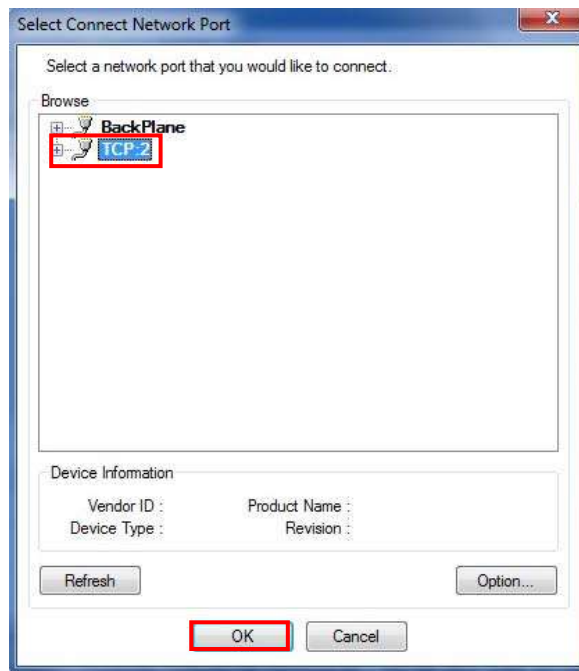 Select Connect Network Port
X
Select a network port that you would like to connect.
Browse
BackPlane
TCP:2
Device Information
Vendor ID :
Product Name :
Device Type :
Revision :
Refresh
Option...
OK
Cancel